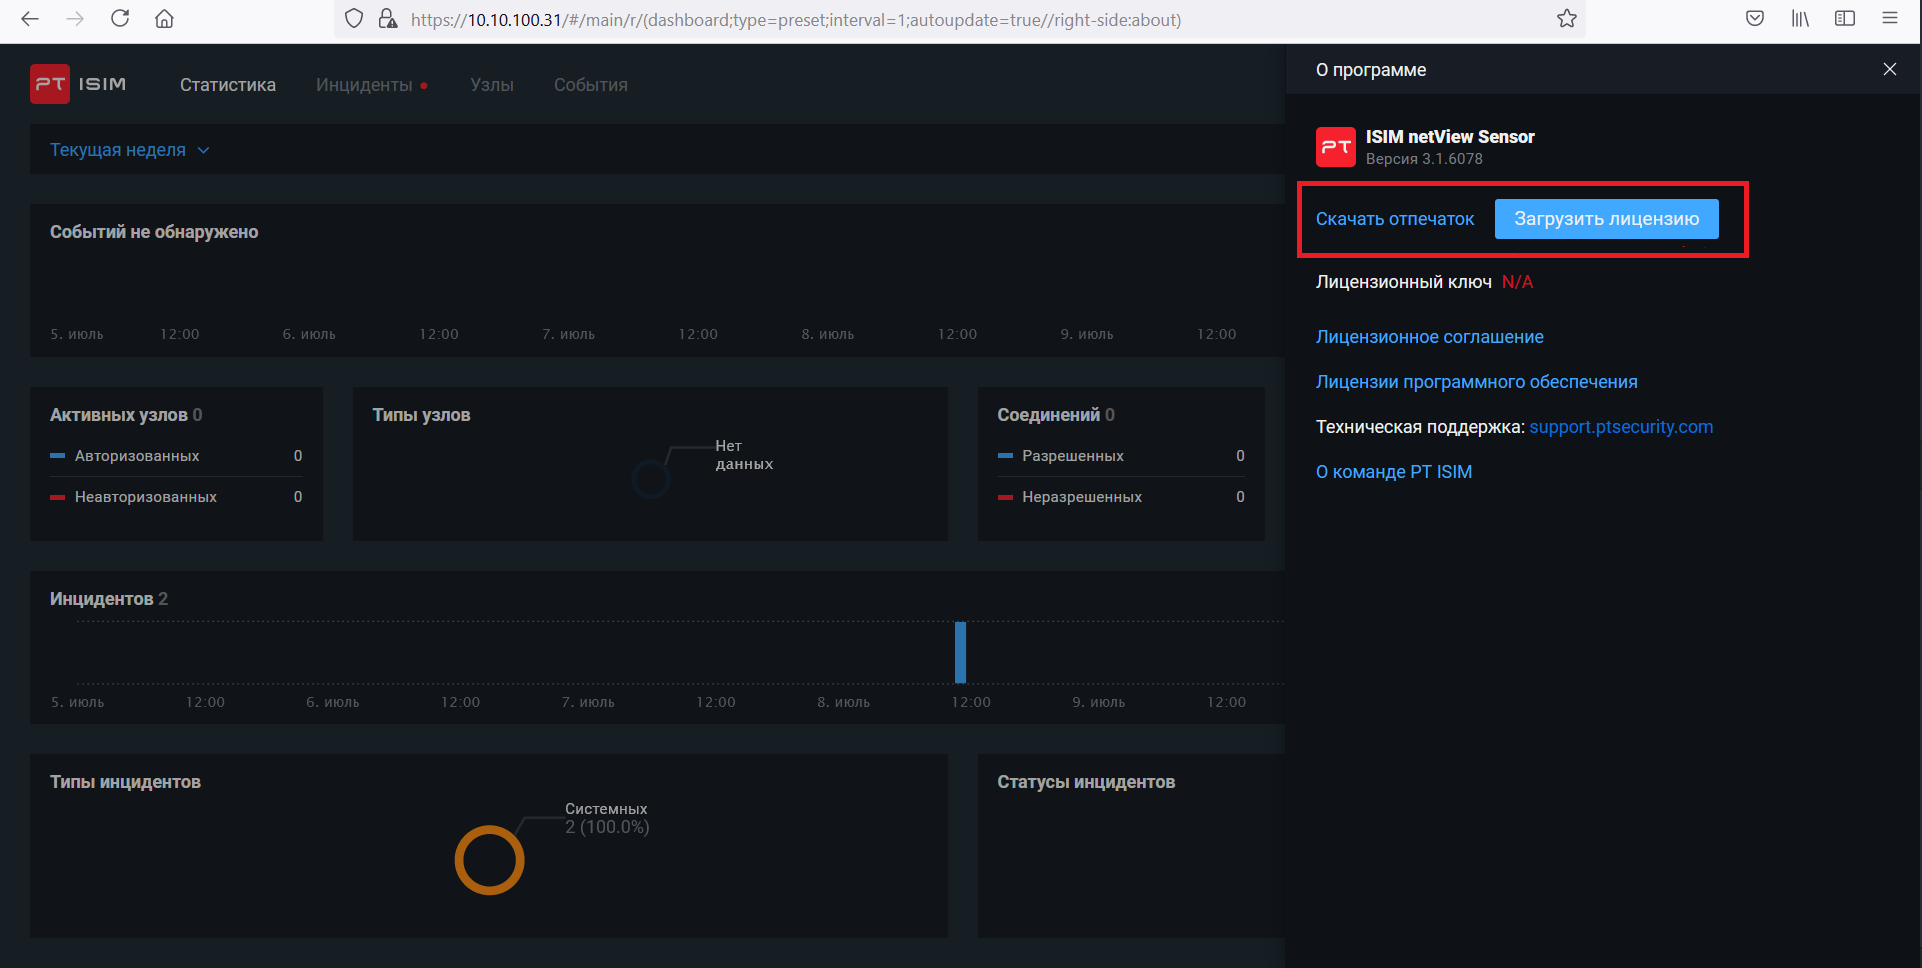 https://10.10.100.31/#/main/r/(dashboard;type=preset;interval=1;autoupdate=true//right-side:about)
PT ISIM
Статистика
Инциденты
Узлы
События
Текущая неделя
Событий не обнаружено
5. июль 12:00 6. июль 12:00 7. июль 12:00 8. июль 12:00 9. июль 12:00
Активных узлов 0
Авторизованных 0
Неавторизованных 0
Типы узлов
Нет
данных
Соединений 0
Разрешенных 0
Неразрешенных 0
Инцидентов 2
5. июль 12:00 6. июль 12:00 7. июль 12:00 8. июль 12:00 9. июль 12:00
Типы инцидентов
Системных
2 (100.0%)
Статусы инцидентов
О программе
PT
ISIM netView Sensor
Версия 3.1.6078
Скачать отпечаток
Загрузить лицензию
Лицензионный ключ N/A
Лицензионное соглашение
Лицензии программного обеспечения
Техническая поддержка: support.ptsecurity.com
О команде PT ISIM